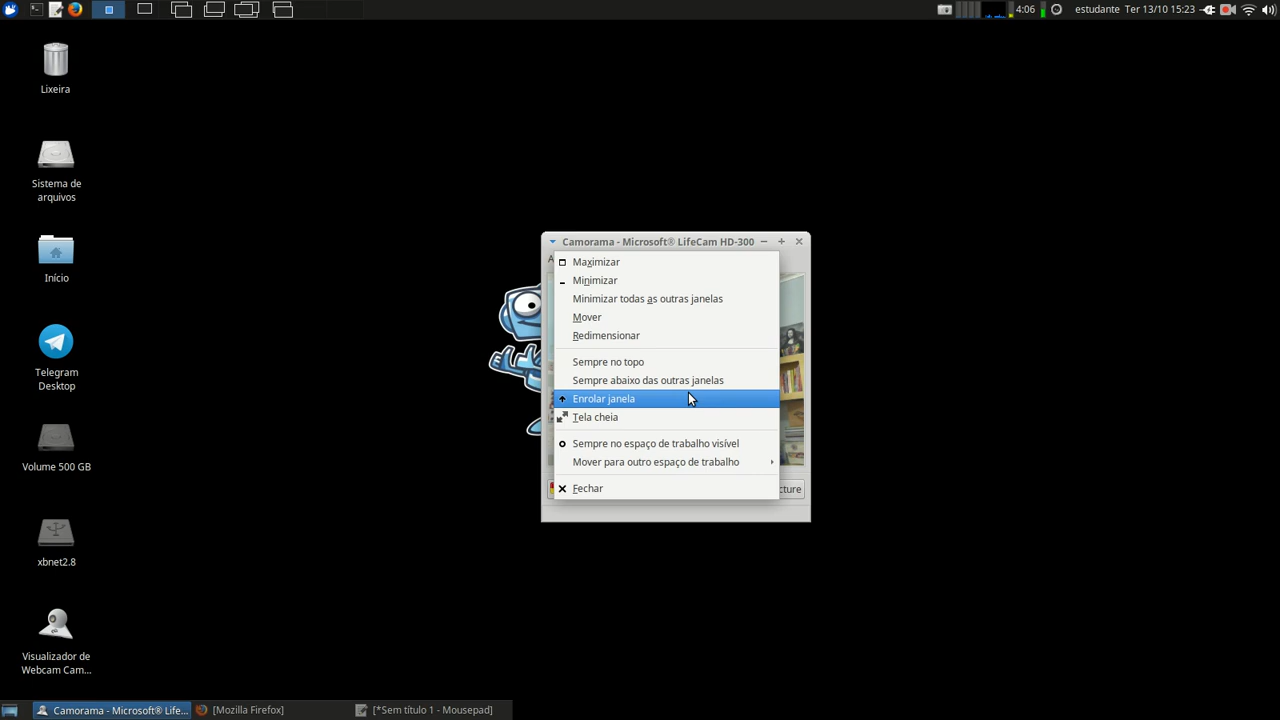 4:06
estudante Ter 13/10 15:23
Lixeira
Sistema de
arquivos
Início
Telegram
Desktop
Volume 500 GB
xbnet2.8
Visualizador de
Webcam Cam...
Camorama - Microsoft® LifeCam HD-300
Maximizar
Minimizar
Minimizar todas as outras janelas
Mover
Redimensionar
Sempre no topo
Sempre abaixo das outras janelas
Enrolar janela
Tela cheia
Sempre no espaço de trabalho visível
Mover para outro espaço de trabalho
Fechar
cture
Camorama - Microsoft® Life...
[Mozilla Firefox]
[*Sem título 1 - Mousepad]